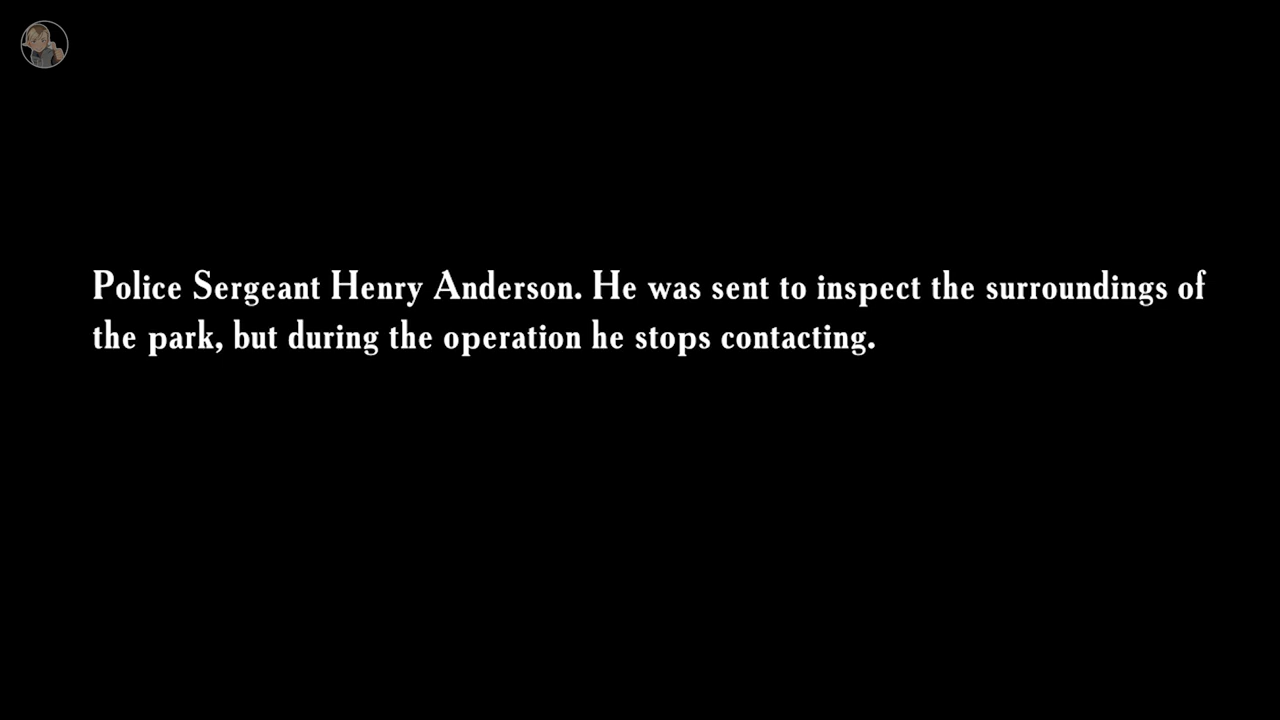 Police Sergeant Henry Anderson. He was sent to inspect the surroundings of
the park, but during the operation he stops contacting.